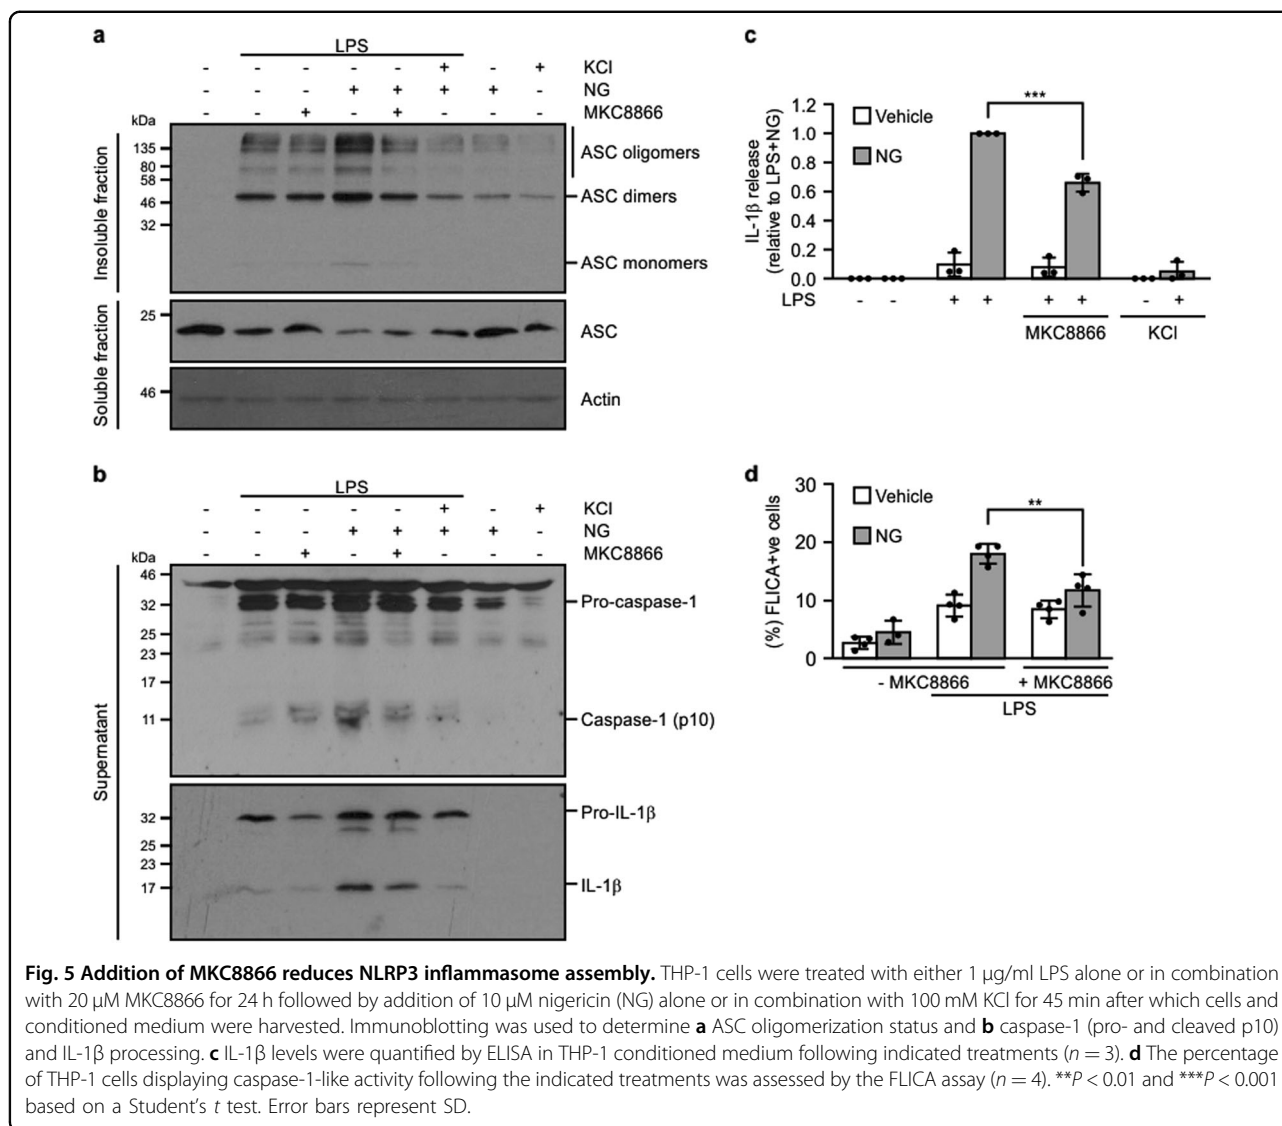 a
LPS
- - - - - + - + KCl
- - - + + + + - NG
- - + - + - - - MKC8866
kDa
Insoluble fraction
135
80
58
46
32
ASC oligomers
ASC dimers
ASC monomers
Soluble fraction
25
ASC
46
Actin
b
LPS
- - - - - + - + KCl
- - - + + + + - NG
- - + - + - - - MKC8866
kDa
Supernatant
46
32
25
23
17
11
Pro-caspase-1
Caspase-1 (p10)
32
25
23
17
Pro-IL-1β
IL-1β
c
IL-1β release
(relative to LPS+NG)
1.2
1.0
0.8
0.6
0.4
0.2
0.0
Vehicle
NG
***
LPS - - + + + + - +
MKC8866 KCl
d
(%) FLICA+ve cells
30
20
10
0
Vehicle
NG
**
- MKC8866 + MKC8866
LPS
Fig. 5 Addition of MKC8866 reduces NLRP3 inflammasome assembly. THP-1 cells were treated with either 1 µg/ml LPS alone or in combination
with 20 µM MKC8866 for 24 h followed by addition of 10 µM nigericin (NG) alone or in combination with 100 mM KCl for 45 min after which cells and
conditioned medium were harvested. Immunoblotting was used to determine a ASC oligomerization status and b caspase-1 (pro- and cleaved p10)
and IL-1β processing. c IL-1β levels were quantified by ELISA in THP-1 conditioned medium following indicated treatments (n = 3). d The percentage
of THP-1 cells displaying caspase-1-like activity following the indicated treatments was assessed by the FLICA assay (n = 4). **P < 0.01 and ***P < 0.001
based on a Student's t test. Error bars represent SD.